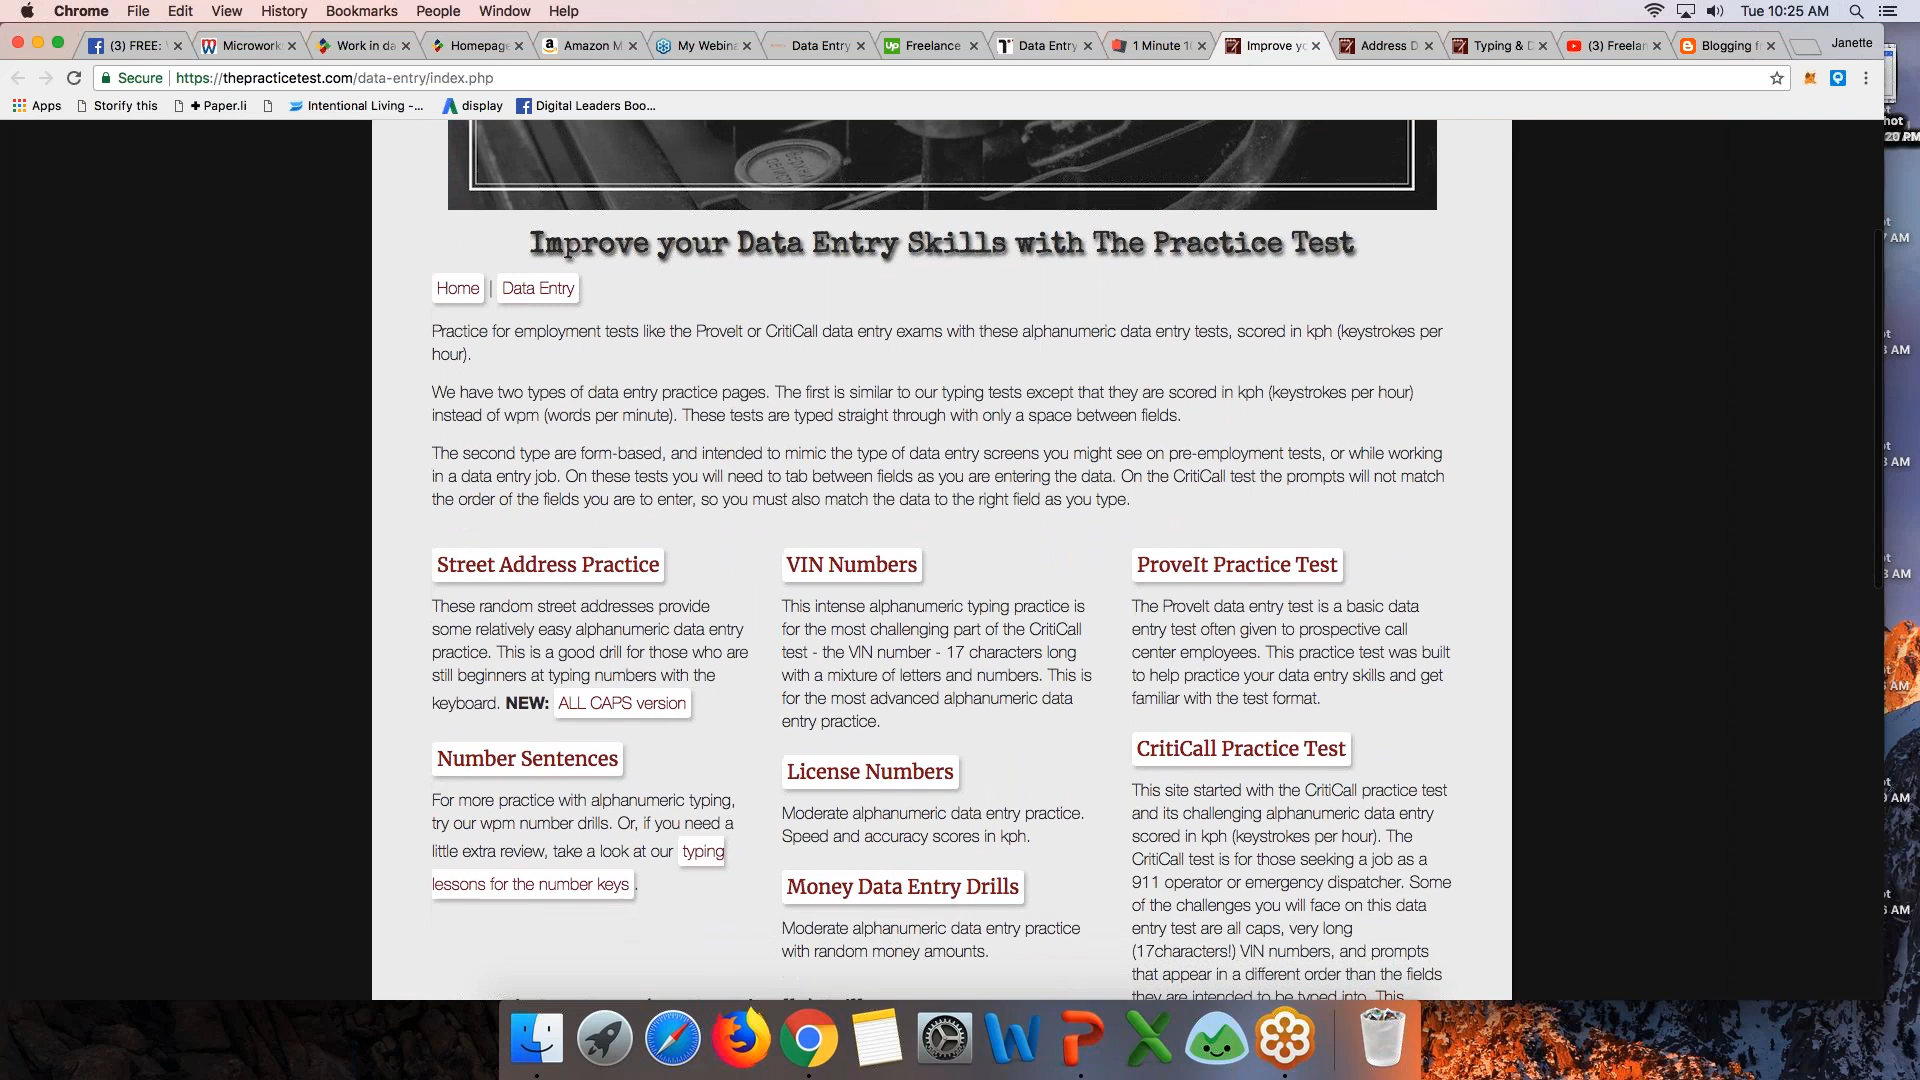 Chrome File Edit View History Bookmarks People Window Help Tue 10:25 AM
(3) FREE: Microwork Work in da Homepage Amazon M My Webina Data Entry Freelance Data Entry 1 Minute 10 Improve yo Address D Typing & D (3) Freelan Blogging f Janette
Secure https://thepracticetest.com/data-entry/index.php
Apps Storify this + Paper.li Intentional Living -... display Digital Leaders Boo...
Improve your Data Entry Skills with The Practice Test
Home | Data Entry
Practice for employment tests like the ProveIt or CritiCall data entry exams with these alphanumeric data entry tests, scored in kph (keystrokes per
hour).
We have two types of data entry practice pages. The first is similar to our typing tests except that they are scored in kph (keystrokes per hour)
instead of wpm (words per minute). These tests are typed straight through with only a space between fields.
The second type are form-based, and intended to mimic the type of data entry screens you might see on pre-employment tests, or while working
in a data entry job. On these tests you will need to tab between fields as you are entering the data. On the CritiCall test the prompts will not match
the order of the fields you are to enter, so you must also match the data to the right field as you type.
Street Address Practice
These random street addresses provide
some relatively easy alphanumeric data entry
practice. This is a good drill for those who are
still beginners at typing numbers with the
keyboard. NEW: ALL CAPS version
Number Sentences
For more practice with alphanumeric typing,
try our wpm number drills. Or, if you need a
little extra review, take a look at our typing
lessons for the number keys .
VIN Numbers
This intense alphanumeric typing practice is
for the most challenging part of the CritiCall
test - the VIN number - 17 characters long
with a mixture of letters and numbers. This is
for the most advanced alphanumeric data
entry practice.
License Numbers
Moderate alphanumeric data entry practice.
Speed and accuracy scores in kph.
Money Data Entry Drills
Moderate alphanumeric data entry practice
with random money amounts.
ProveIt Practice Test
The ProveIt data entry test is a basic data
entry test often given to prospective call
center employees. This practice test was built
to help practice your data entry skills and get
familiar with the test format.
CritiCall Practice Test
This site started with the CritiCall practice test
and its challenging alphanumeric data entry
scored in kph (keystrokes per hour). The
CritiCall test is for those seeking a job as a
911 operator or emergency dispatcher. Some
of the challenges you will face on this data
entry test are all caps, very long
(17characters!) VIN numbers, and prompts
that appear in a different order than the fields
they are intended to be typed into. This